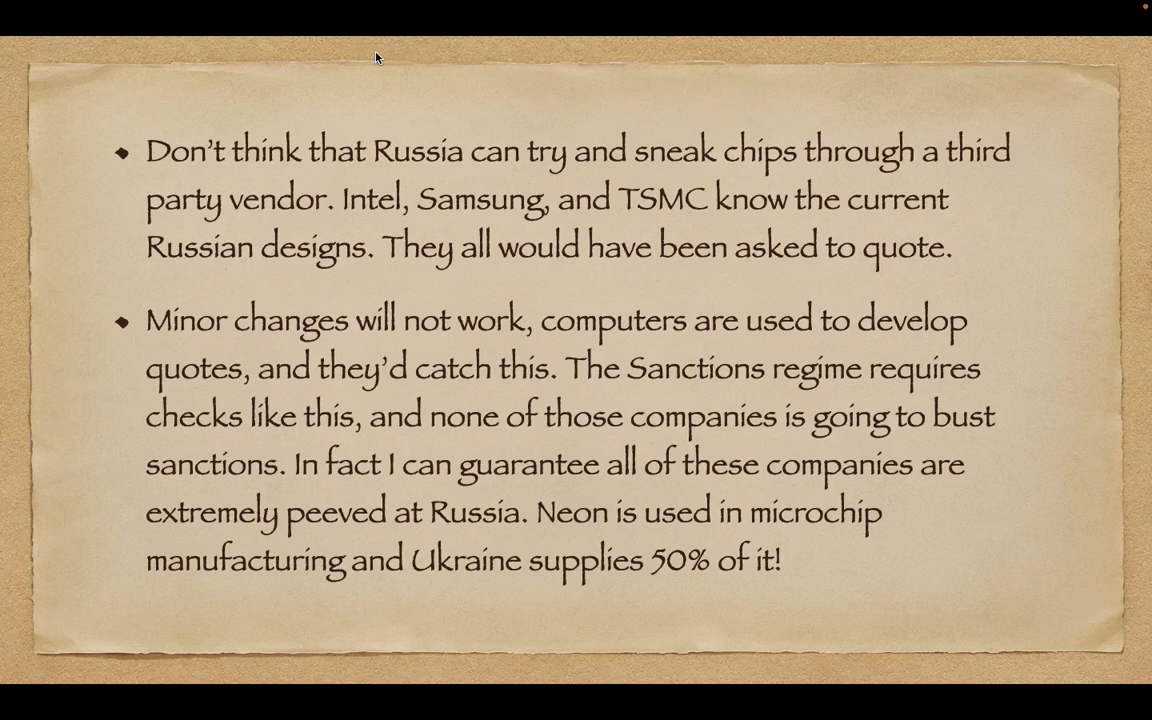 • Don't think that Russia can try and sneak chips through a third
party vendor. Intel, Samsung, and TSMC know the current
Russian designs. They all would have been asked to quote.
• Minor changes will not work, computers are used to develop
quotes, and they'd catch this. The Sanctions regime requires
checks like this, and none of those companies is going to bust
sanctions. In fact I can guarantee all of these companies are
extremely peeved at Russia. Neon is used in microchip
manufacturing and Ukraine supplies 50% of it!